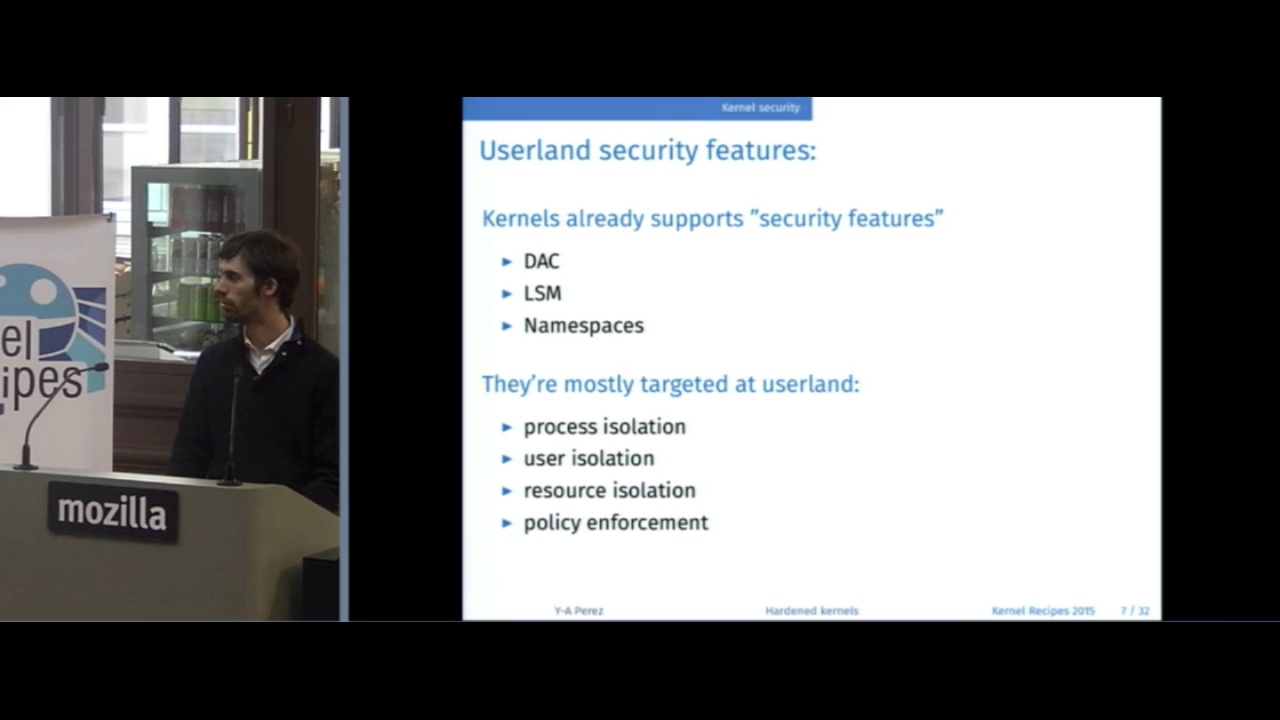 Kernel security
Userland security features:
Kernels already supports ”security features”
► DAC
► LSM
► Namespaces
They’re mostly targeted at userland:
► process isolation
► user isolation
► resource isolation
► policy enforcement
Y-A Perez
Hardened kernels
Kernel Recipes 2015
7 / 32
el
ipes
mozilla